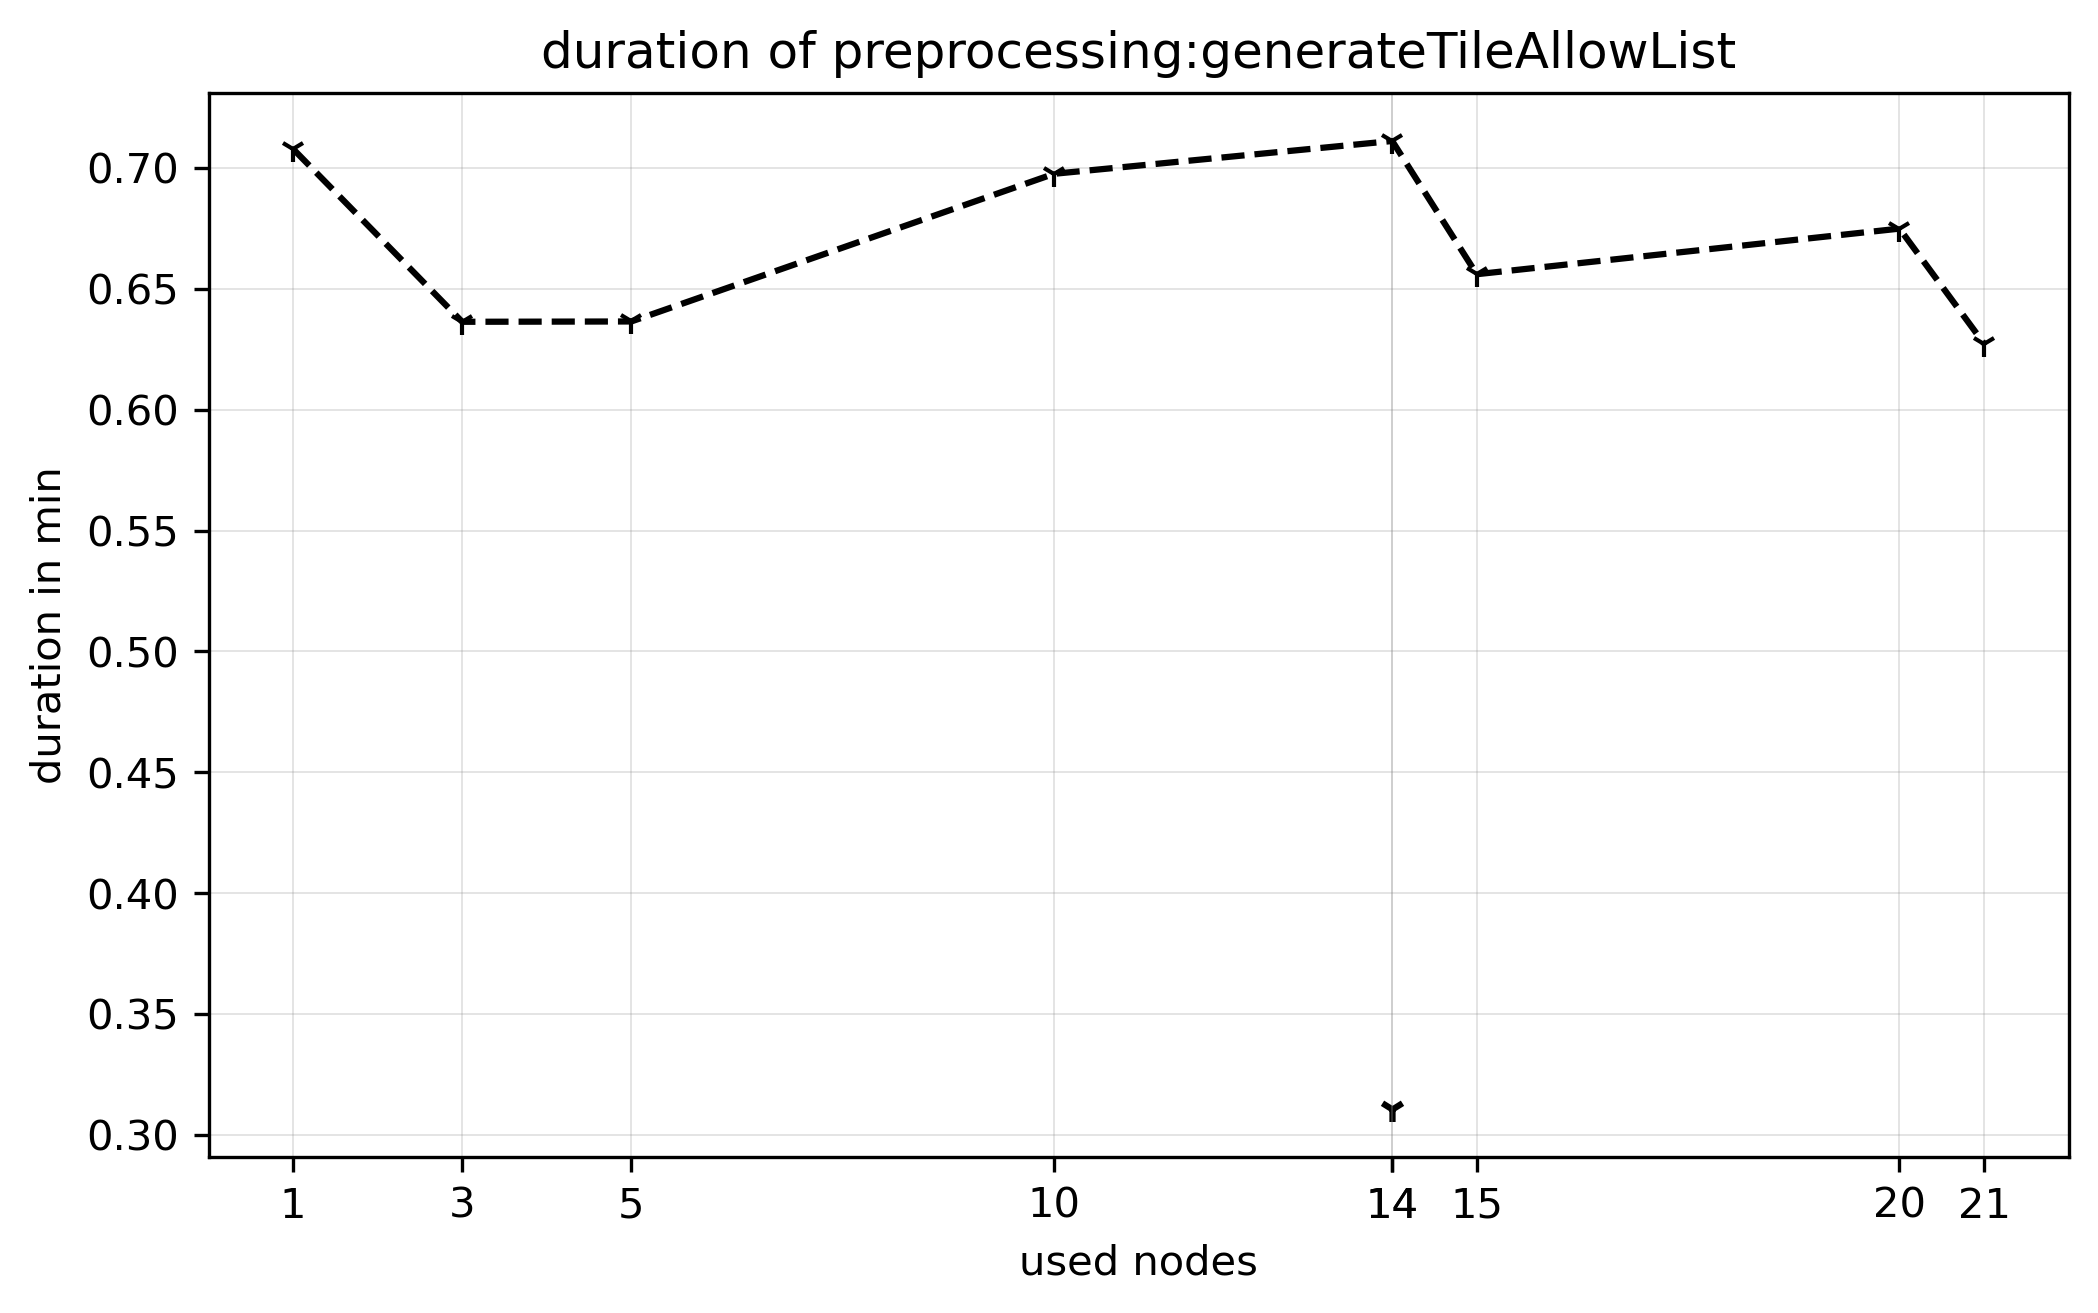 duration of preprocessing:generateTileAllowList
duration in min
0.70
0.65
0.60
0.55
0.50
0.45
0.40
0.35
0.30
1 3 5 10 14 15 20 21
used nodes